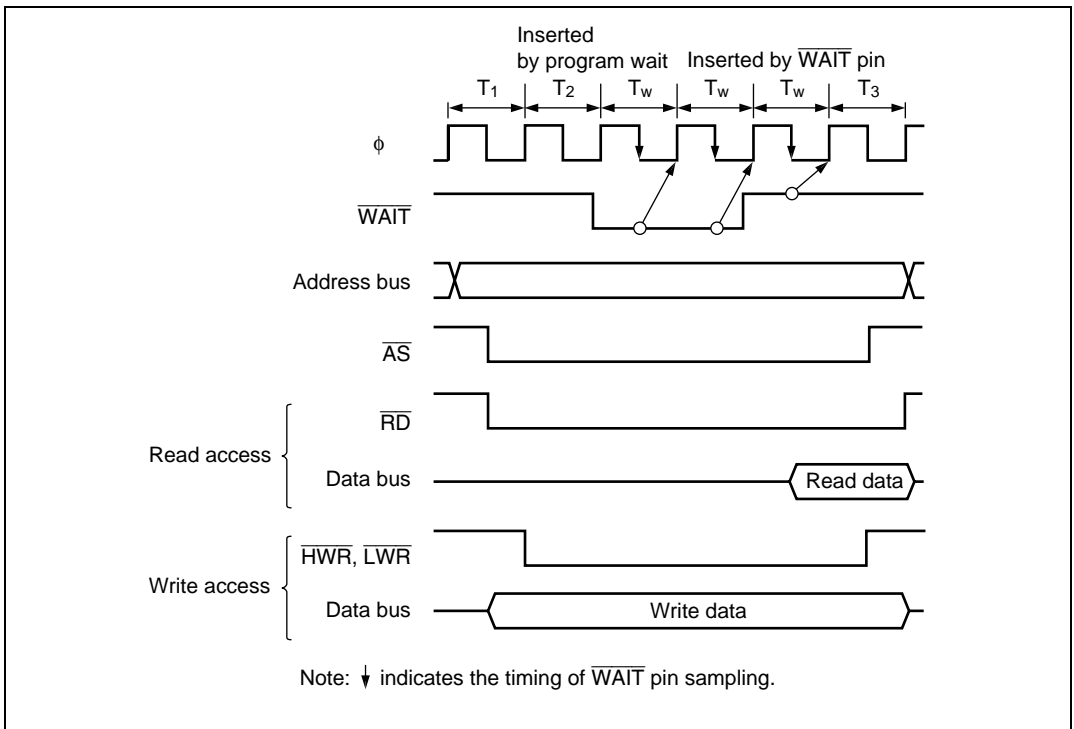 Inserted
by program wait
Inserted by WAIT pin
T1 T2 Tw Tw Tw T3
ϕ
WAIT
Address bus
AS
RD
Read access
Data bus
Read data
HWR, LWR
Write access
Data bus
Write data
Note: ↓ indicates the timing of WAIT pin sampling.